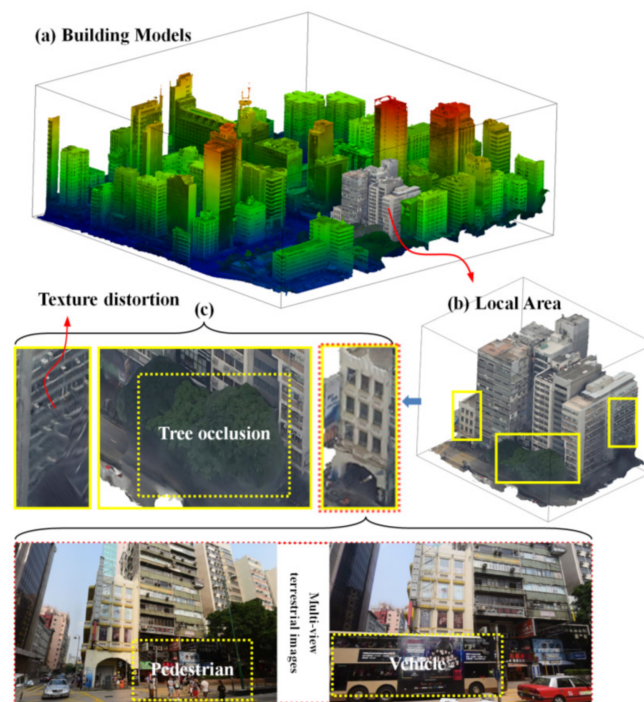 (a) Building Models
Texture distortion
(c)
(b) Local Area
Tree occlusion
Multi-view
terrestrial images
Pedestrian
Vehicle